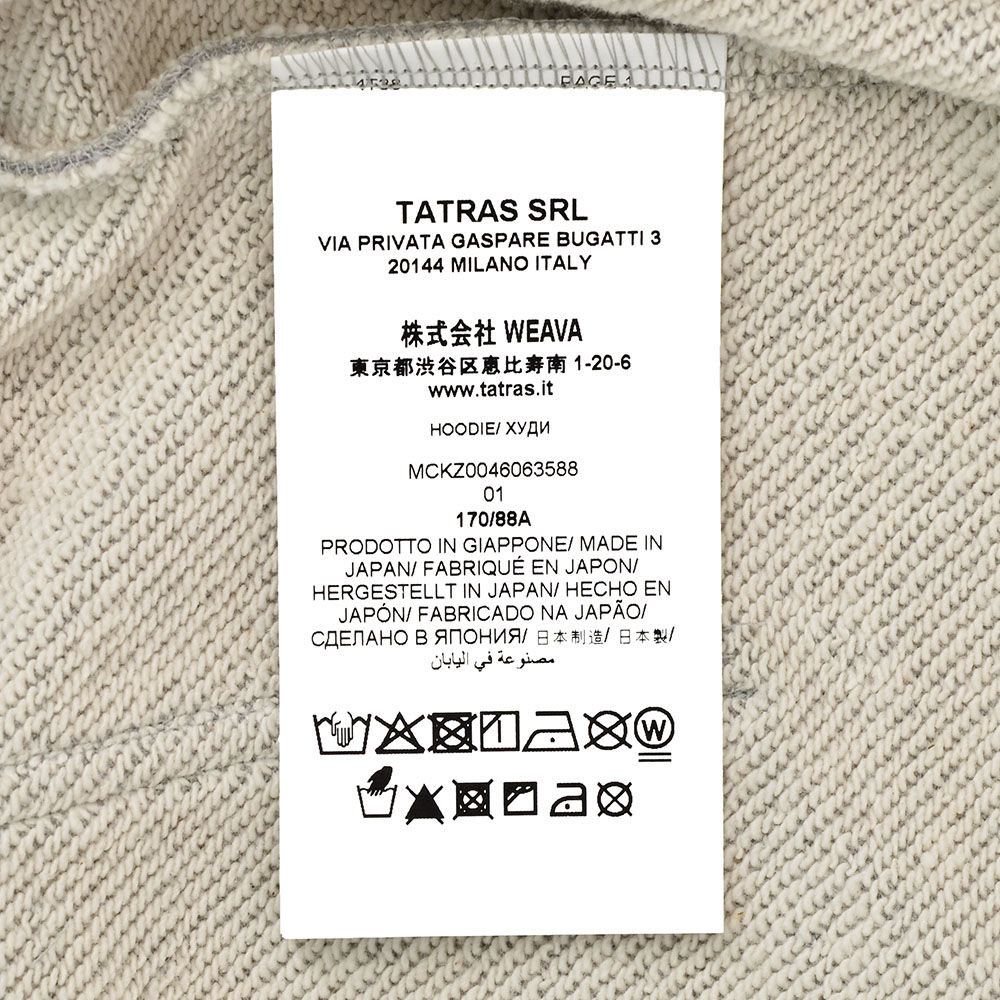 PAGE 1
TATRAS SRL
VIA PRIVATA GASPARE BUGATTI 3
20144 MILANO ITALY
株式会社 WEAVA
東京都渋谷区恵比寿南 1-20-6
www.tatras.it
HOODIE/ ХУДИ
MCKZ0046063588
01
170/88A
PRODOTTO IN GIAPPONE/ MADE IN
JAPAN/ FABRIQUÉ EN JAPON/
HERGESTELLT IN JAPAN/ HECHO EN
JAPÓN/ FABRICADO NA JAPÃO/
СДЕЛАНО В ЯПОНИЯ/ 日本制造/ 日本製/
مصنوعة في اليابان
W